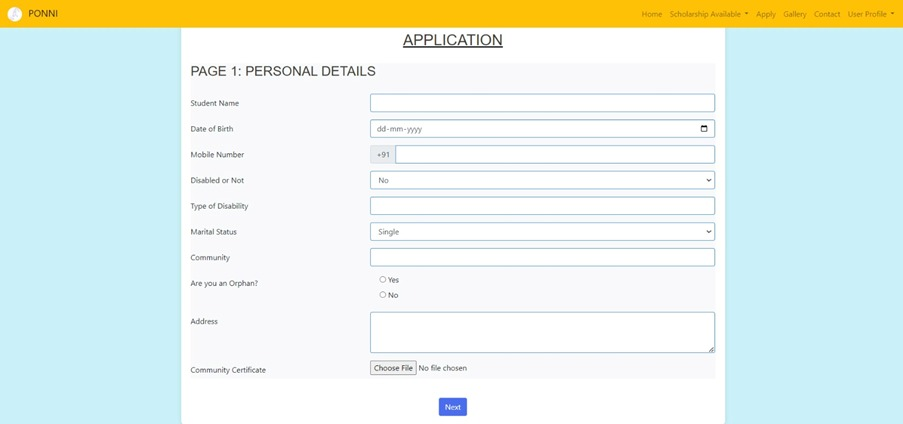 PONNI
Home Scholarship Available Apply Gallery Contact User Profile
APPLICATION
PAGE 1: PERSONAL DETAILS
Student Name
Date of Birth dd-mm-yyyy
Mobile Number +91
Disabled or Not No
Type of Disability
Marital Status Single
Community
Are you an Orphan? Yes
No
Address
Community Certificate Choose File No file chosen
Next